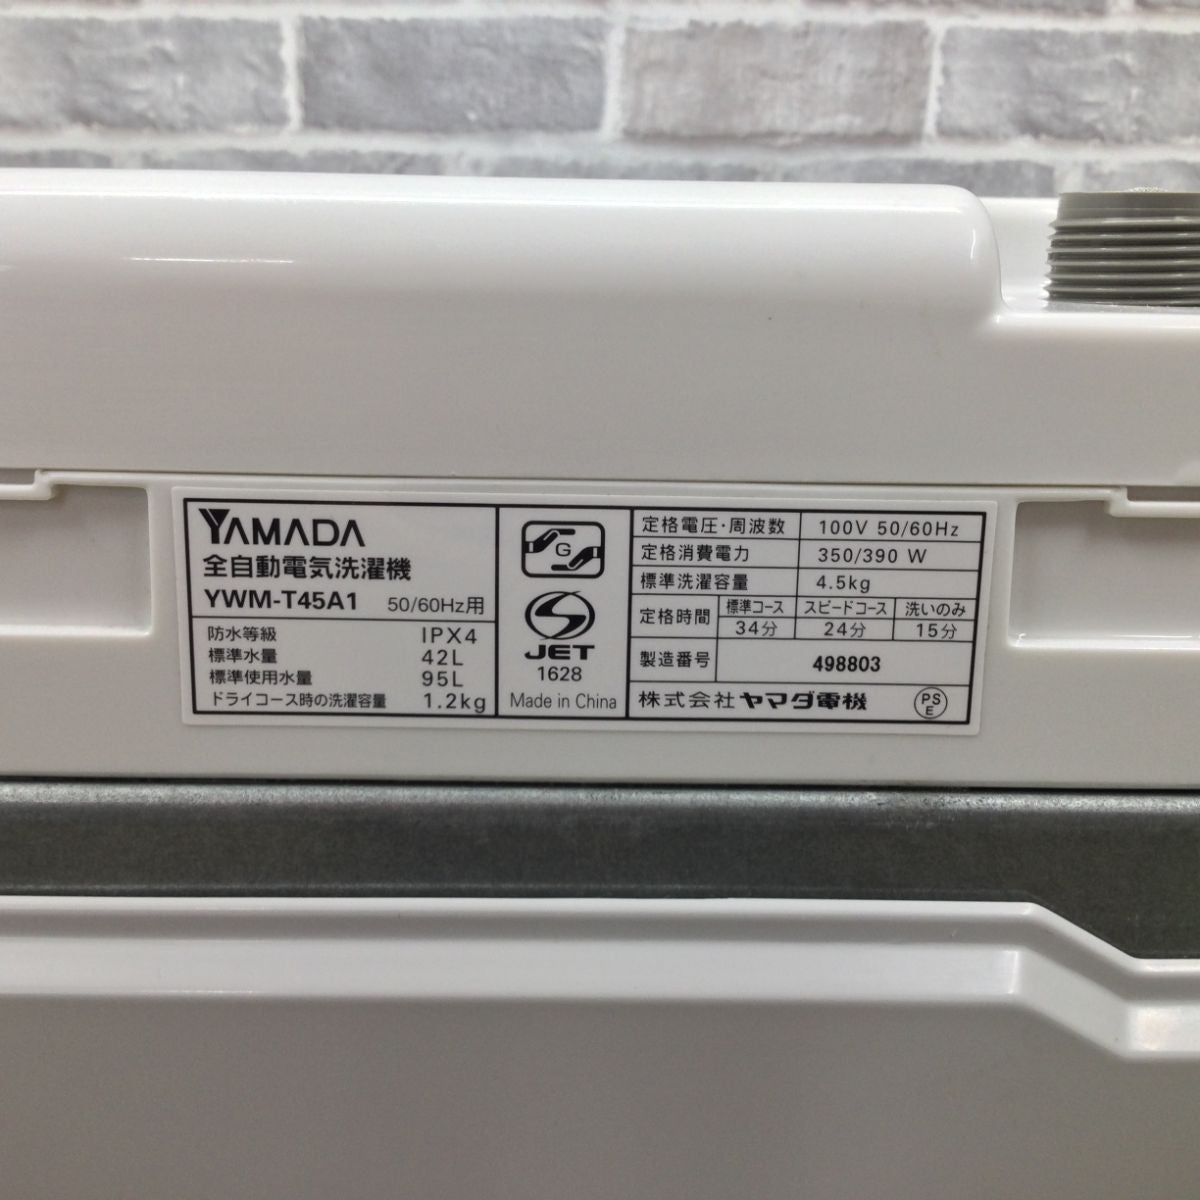 YAMADA
全自動電気洗濯機
YWM-T45A1 50/60Hz用
防水等級 IPX4
標準水量 42L
標準使用水量 95L
ドライコース時の洗濯容量 1.2kg
G
JET
1628
Made in China
定格電圧・周波数 100V 50/60Hz
定格消費電力 350/390 W
標準洗濯容量 4.5kg
定格時間 標準コース スピードコース 洗いのみ
34分 24分 15分
製造番号 498803
株式会社ヤマダ電機 PSE